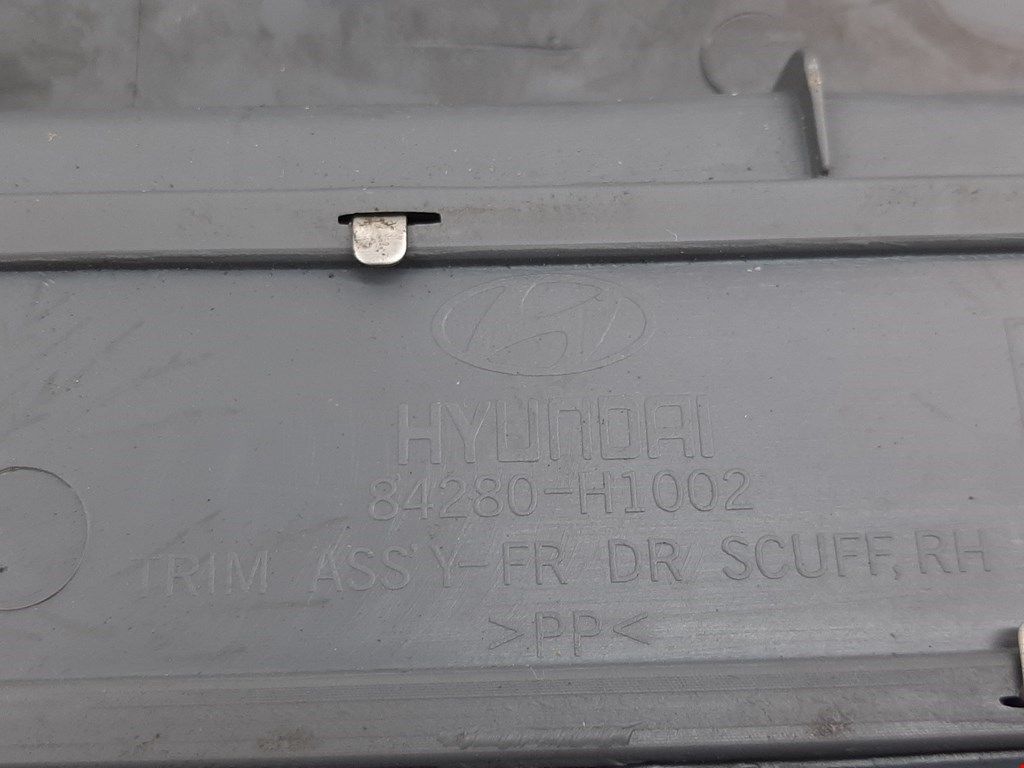 HYUNDAI
84280-H1002
TRIM ASS'Y-FR DR SCUFF,RH
>PP<